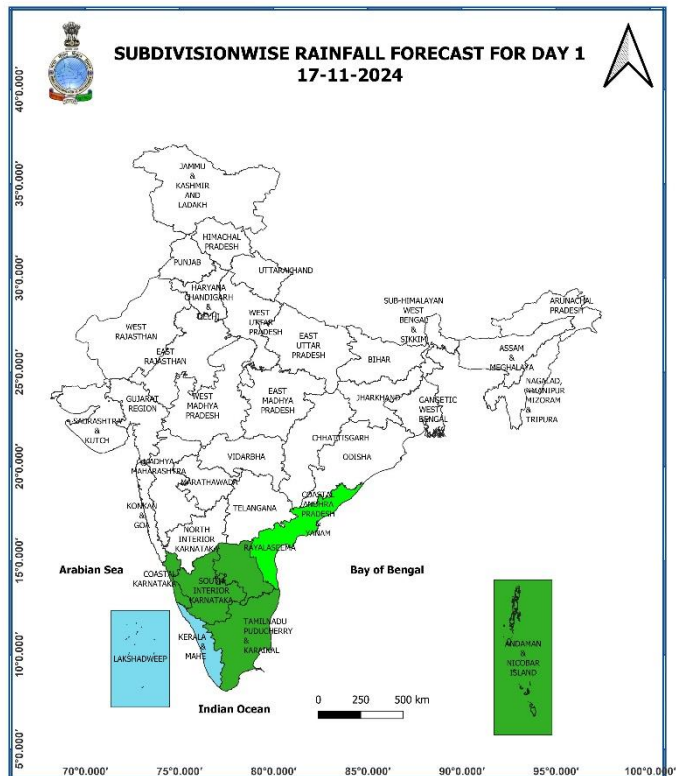 SUBDIVISIONWISE RAINFALL FORECAST FOR DAY 1
17-11-2024
40°0.000'
35°0.000'
30°0.000'
25°0.000'
20°0.000'
15°0.000'
10°0.000'
5°0.000'
JAMMU
&
KASHMIR
AND
LADAKH
HIMACHAL
PRADESH
PUNJAB
UTTARAKHAND
HARYANA
CHANDIGARH
&
DELHI
WEST
RAJASTHAN
EAST
RAJASTHAN
WEST
UTTAR
PRADESH
EAST
UTTAR
PRADESH
SUB-HIMALAYAN
WEST
BENGAL
&
SIKKIM
ARUNACHAL
PRADESH
ASSAM
&
MEGHALAYA
NAGALAD,
MANIPUR
MIZORAM
&
TRIPURA
BIHAR
JHARKHAND
GANGETIC
WEST
BENGAL
GUJARAT
REGION
SAURASHTRA
&
KUTCH
WEST
MADHYA
PRADESH
EAST
MADHYA
PRADESH
CHHATTISGARH
ODISHA
VIDARBHA
MADHYA
MAHARASHTRA
MARATHAWADA
KONKAN
&
GOA
TELANGANA
COASTAL
ANDHRA
PRADESH
&
YANAM
NORTH
INTERIOR
KARNATAKA
RAYALASEEMA
Arabian Sea
Bay of Bengal
COASTAL
KARNATAKA
SOUTH
INTERIOR
KARNATAKA
TAMILNADU
PUDUCHERRY
&
KARAIKAL
KERALA
&
MAHE
LAKSHADWEEP
ANDAMAN
&
NICOBAR
ISLAND
Indian Ocean
0 250 500 km
70°0.000' 75°0.000' 80°0.000' 85°0.000' 90°0.000' 95°0.000' 100°0.000'